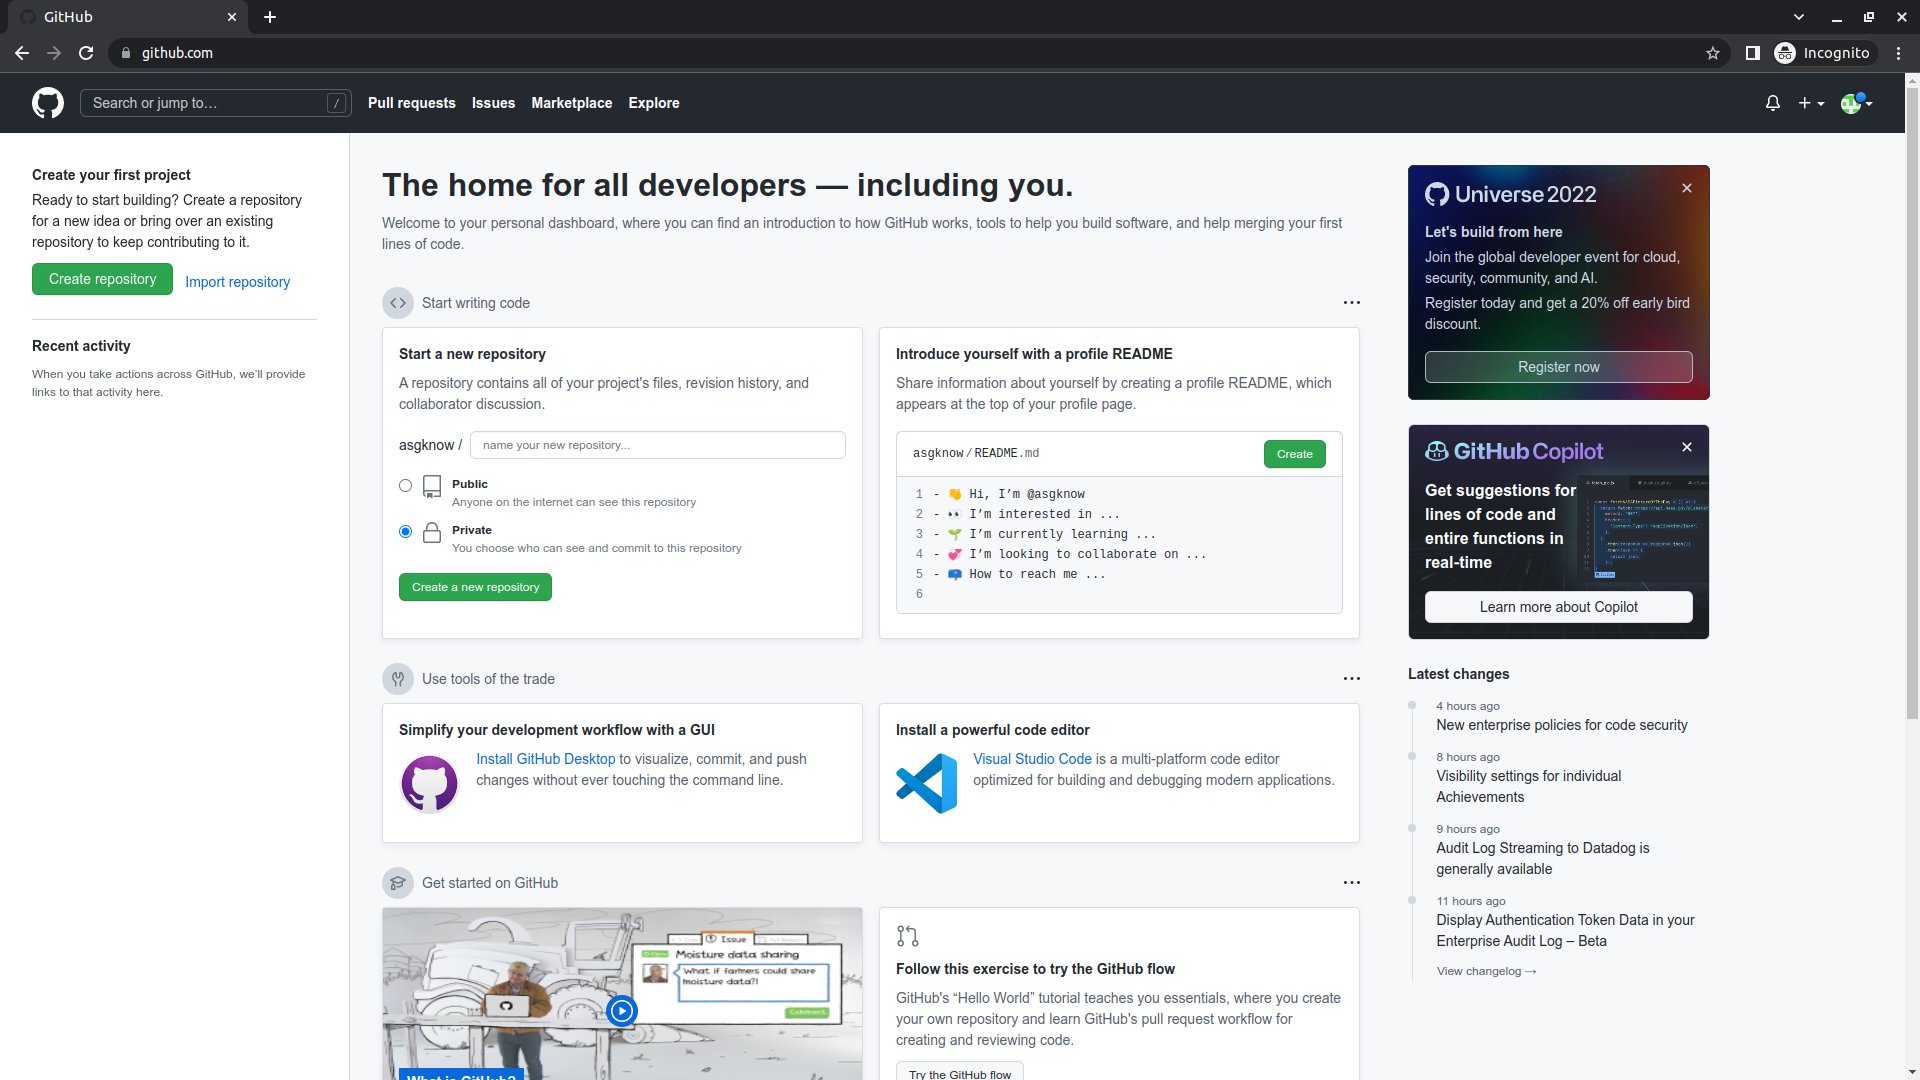 GitHub
github.com
Incognito
Search or jump to…
/
Pull requests
Issues
Marketplace
Explore
Create your first project
Ready to start building? Create a repository
for a new idea or bring over an existing
repository to keep contributing to it.
Create repository
Import repository
Recent activity
When you take actions across GitHub, we'll provide
links to that activity here.
The home for all developers — including you.
Welcome to your personal dashboard, where you can find an introduction to how GitHub works, tools to help you build software, and help merging your first
lines of code.
Start writing code
Start a new repository
A repository contains all of your project's files, revision history, and
collaborator discussion.
asgknow /
name your new repository...
Public
Anyone on the internet can see this repository
Private
You choose who can see and commit to this repository
Create a new repository
Introduce yourself with a profile README
Share information about yourself by creating a profile README, which
appears at the top of your profile page.
asgknow/README.md
Create
1 - 👋 Hi, I'm @asgknow
2 - 👀 I'm interested in ...
3 - 🌱 I'm currently learning ...
4 - 💞️ I'm looking to collaborate on ...
5 - 📫 How to reach me ...
6
Use tools of the trade
Simplify your development workflow with a GUI
Install GitHub Desktop to visualize, commit, and push
changes without ever touching the command line.
Install a powerful code editor
Visual Studio Code is a multi-platform code editor
optimized for building and debugging modern applications.
Get started on GitHub
Issue
Moisture data sharing
What if farmers could share
moisture data?!
Comment
What is GitHub?
Follow this exercise to try the GitHub flow
GitHub's “Hello World” tutorial teaches you essentials, where you create
your own repository and learn GitHub's pull request workflow for
creating and reviewing code.
Try the GitHub flow
Universe 2022
Let's build from here
Join the global developer event for cloud,
security, community, and AI.
Register today and get a 20% off early bird
discount.
Register now
GitHub Copilot
Get suggestions for
lines of code and
entire functions in
real-time
Learn more about Copilot
Latest changes
4 hours ago
New enterprise policies for code security
8 hours ago
Visibility settings for individual
Achievements
9 hours ago
Audit Log Streaming to Datadog is
generally available
11 hours ago
Display Authentication Token Data in your
Enterprise Audit Log – Beta
View changelog →